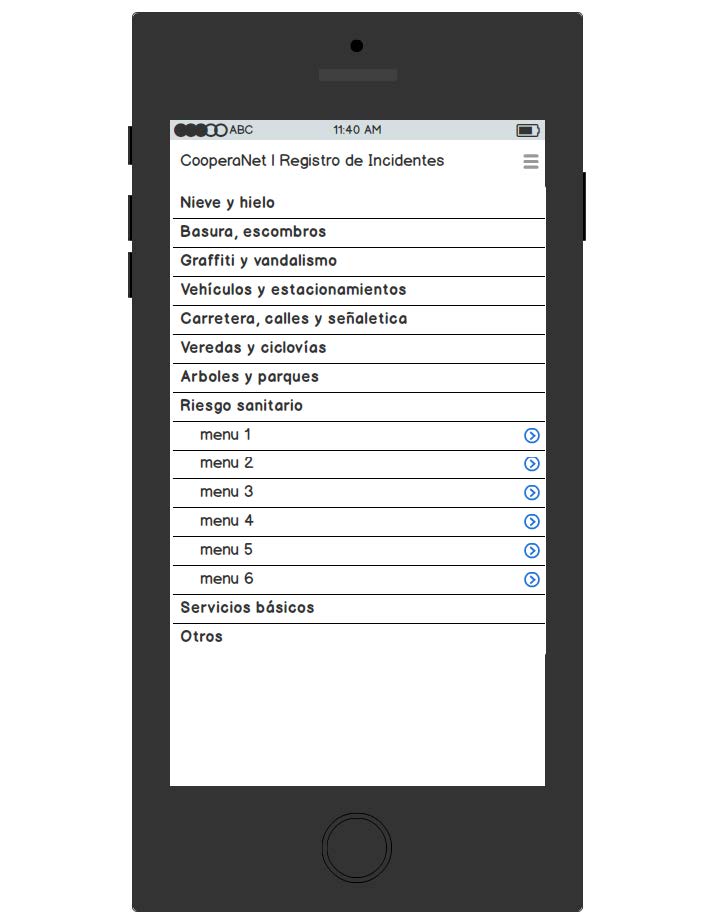 ABC 11:40 AM
CooperaNet | Registro de Incidentes
Nieve y hielo
Basura, escombros
Graffiti y vandalismo
Vehículos y estacionamientos
Carretera, calles y señaletica
Veredas y ciclovías
Arboles y parques
Riesgo sanitario
menu 1
menu 2
menu 3
menu 4
menu 5
menu 6
Servicios básicos
Otros